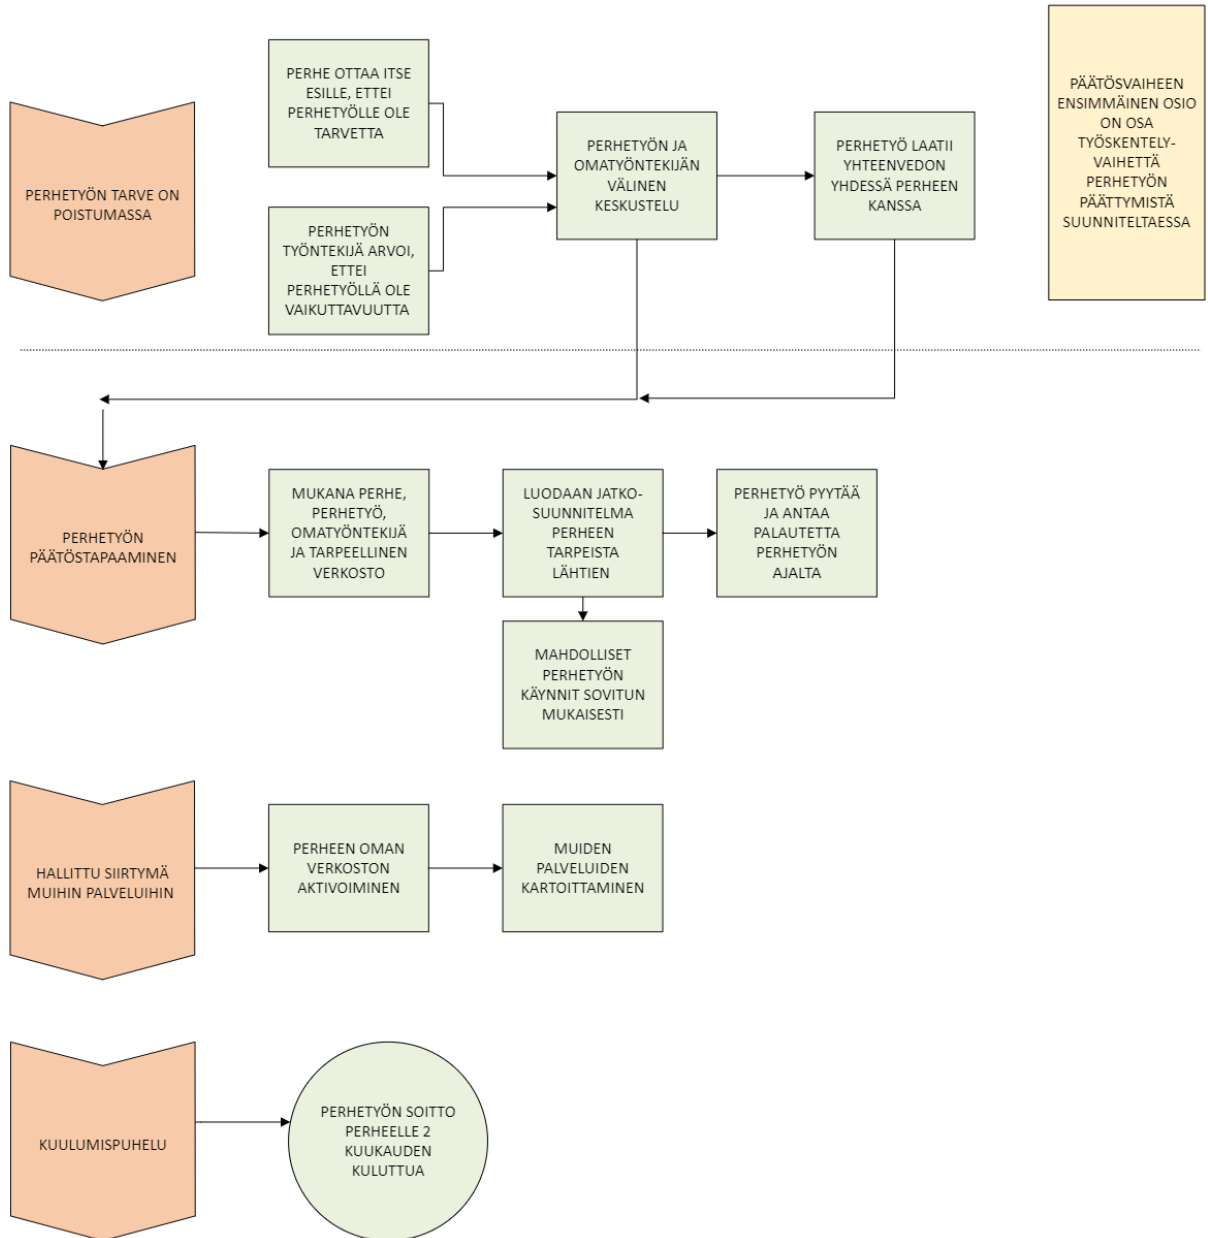 PERHETYÖN TARVE ON
POISTUMASSA
PERHE OTTAA ITSE
ESILLE, ETTEI
PERHETYÖLLE OLE
TARVETTA
PERHETYÖN
TYÖNTEKIJÄ ARVOI,
ETTEI
PERHETYÖLLÄ OLE
VAIKUTTAVUUTTA
PERHETYÖN JA
OMATYÖNTEKIJÄN
VÄLINEN
KESKUSTELU
PERHETYÖ LAATII
YHTEENVEDON
YHDESSÄ PERHEEN
KANSSA
PÄÄTÖSVAIHEEN
ENSIMMÄINEN OSIO
ON OSA
TYÖSKENTELY-
VAIHETTÄ
PERHETYÖN
PÄÄTTYMISTÄ
SUUNNITELTAESSA
PERHETYÖN
PÄÄTÖSTAPAAMINEN
MUKANA PERHE,
PERHETYÖ,
OMATYÖNTEKIJÄ
JA TARPEELLINEN
VERKOSTO
LUODAAN JATKO-
SUUNNITELMA
PERHEEN
TARPEISTA
LÄHTIEN
PERHETYÖ PYYTÄÄ
JA ANTAA
PALAUTETTA
PERHETYÖN
AJALTA
MAHDOLLISET
PERHETYÖN
KÄYNNIT SOVITUN
MUKAISESTI
HALLITTU SIIRTYMÄ
MUIHIN PALVELUIHIN
PERHEEN OMAN
VERKOSTON
AKTIVOIMINEN
MUIDEN
PALVELUIDEN
KARTOITTAMINEN
KUULUMISPUHELU
PERHETYÖN SOITTO
PERHEELLE 2
KUUKAUDEN
KULUTTUA